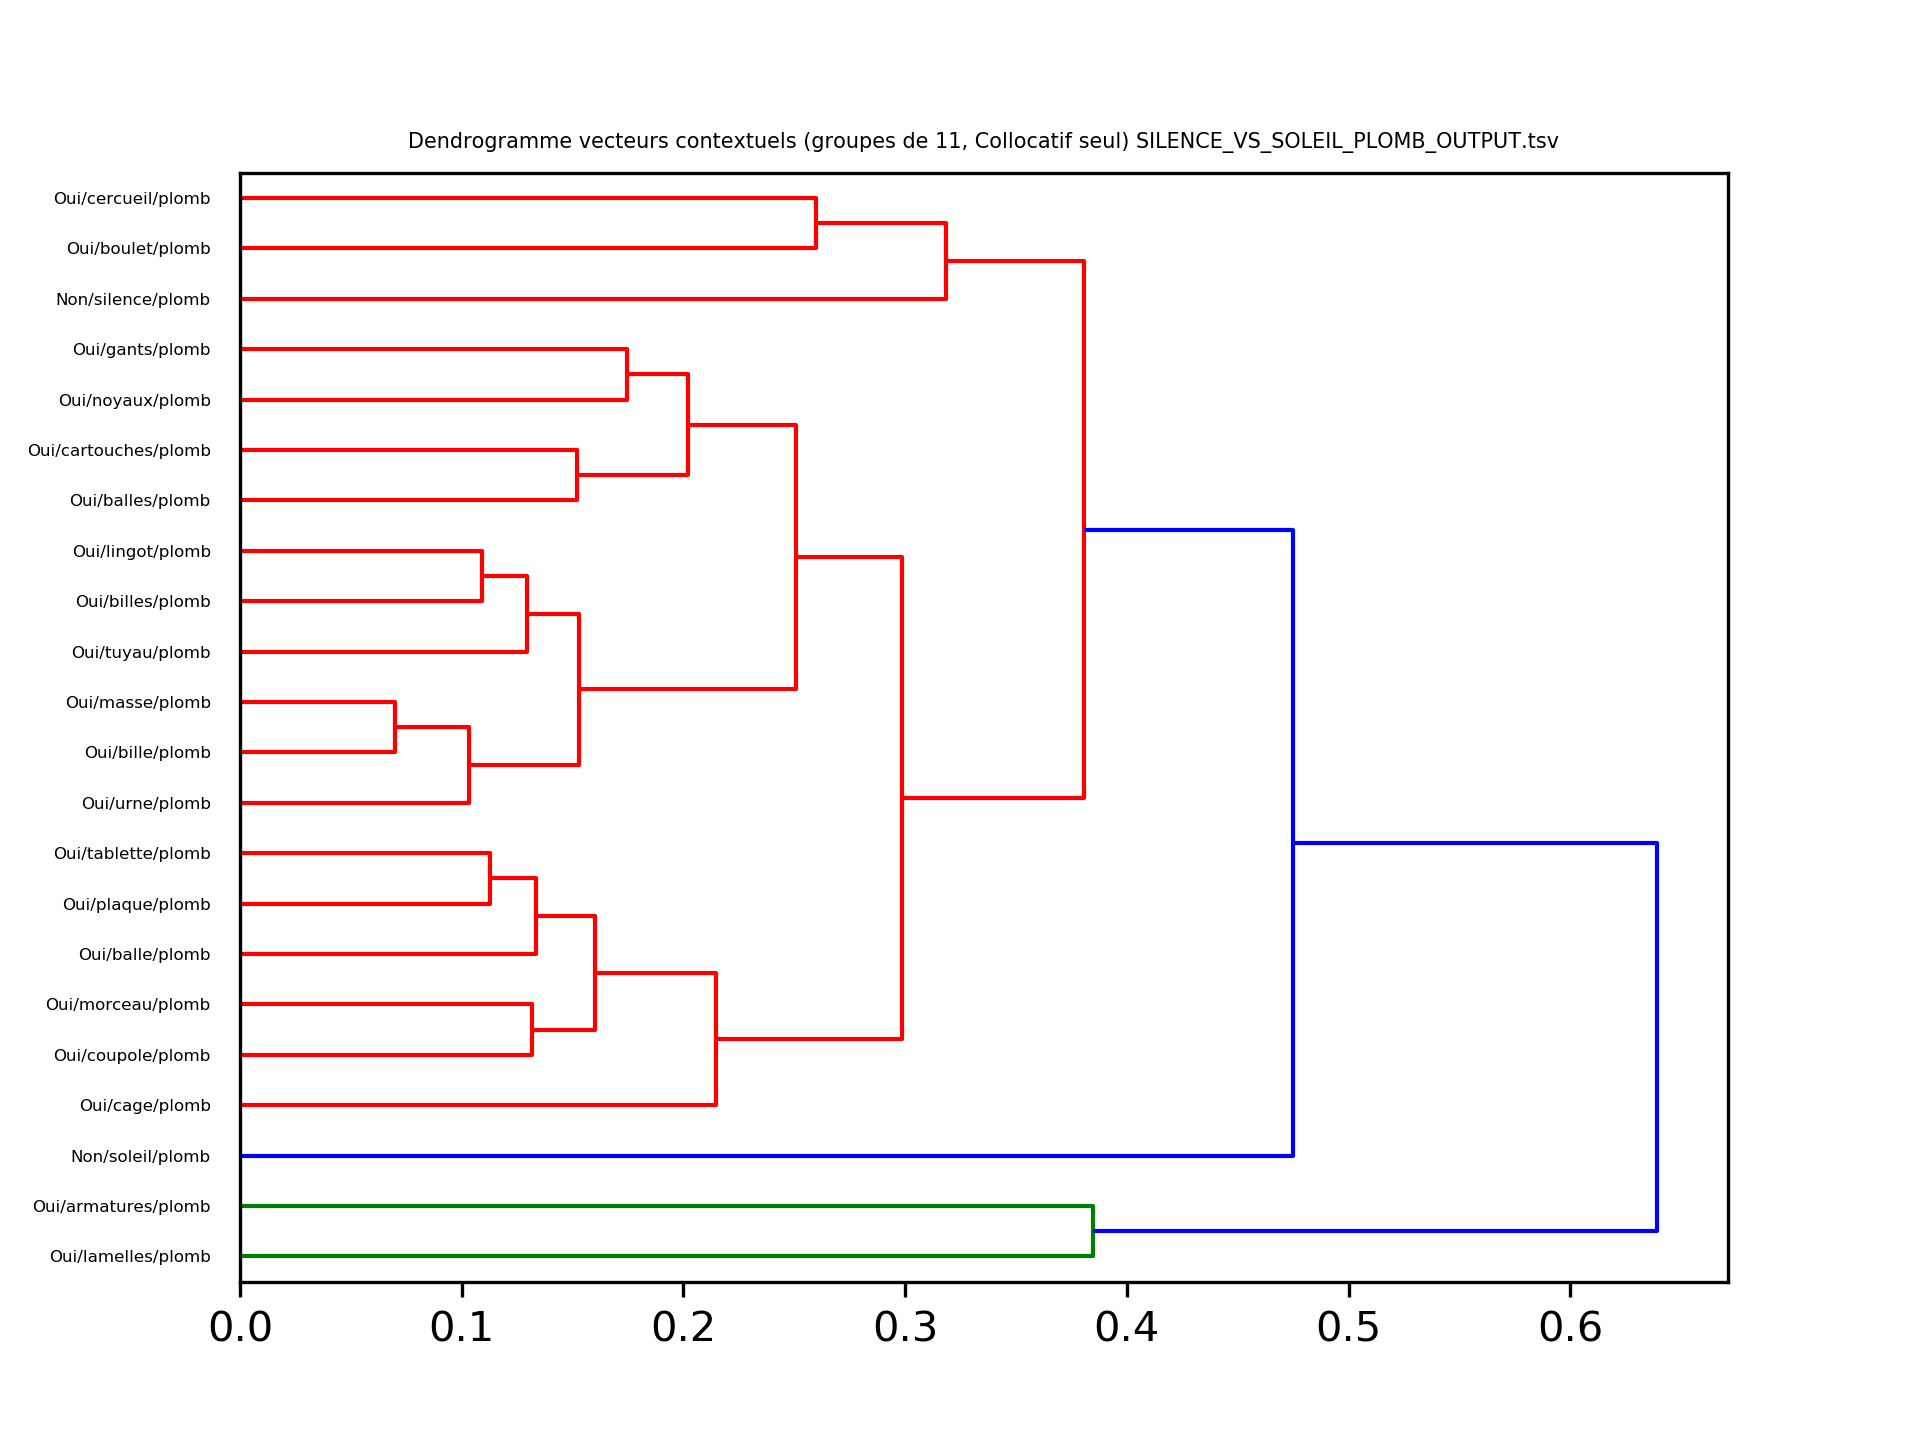 Dendrogramme vecteurs contextuels (groupes de 11, Collocatif seul) SILENCE_VS_SOLEIL_PLOMB_OUTPUT.tsv
Oui/cercueil/plomb
Oui/boulet/plomb
Non/silence/plomb
Oui/gants/plomb
Oui/noyaux/plomb
Oui/cartouches/plomb
Oui/balles/plomb
Oui/lingot/plomb
Oui/billes/plomb
Oui/tuyau/plomb
Oui/masse/plomb
Oui/bille/plomb
Oui/urne/plomb
Oui/tablette/plomb
Oui/plaque/plomb
Oui/balle/plomb
Oui/morceau/plomb
Oui/coupole/plomb
Oui/cage/plomb
Non/soleil/plomb
Oui/armatures/plomb
Oui/lamelles/plomb
0.0 0.1 0.2 0.3 0.4 0.5 0.6